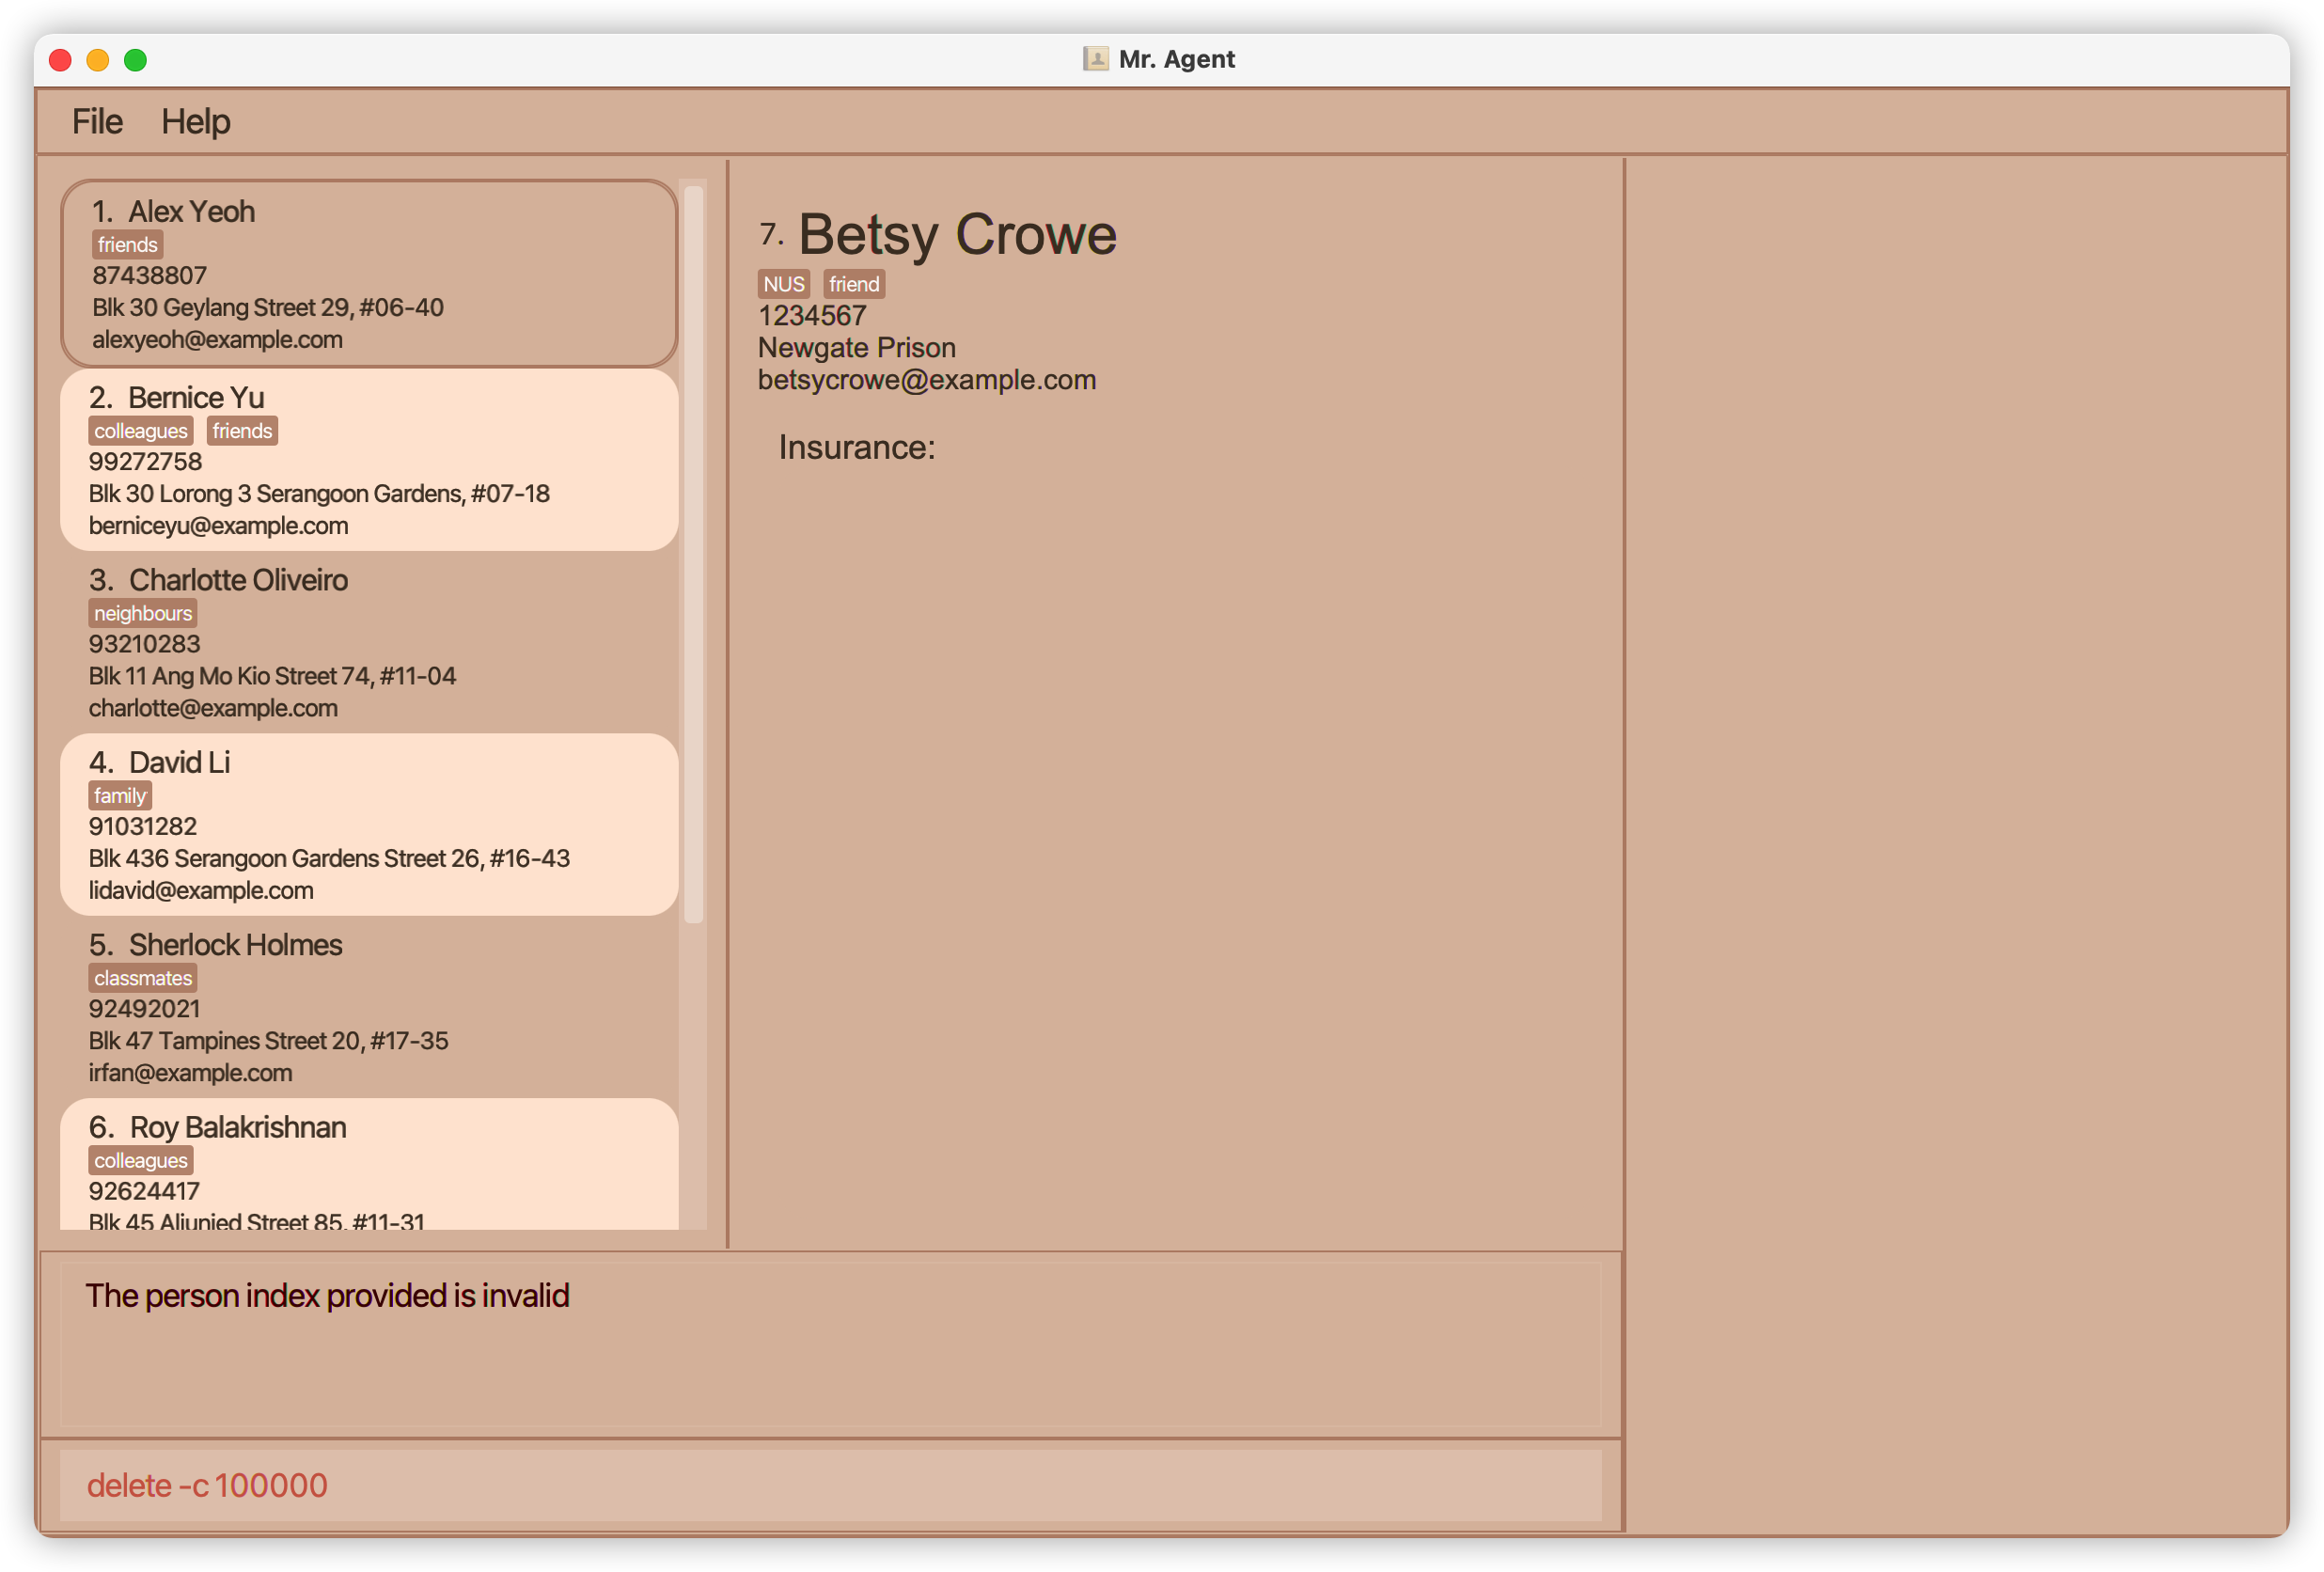 Mr. Agent
File Help
1. Alex Yeoh
friends
87438807
Blk 30 Geylang Street 29, #06-40
alexyeoh@example.com
2. Bernice Yu
colleagues friends
99272758
Blk 30 Lorong 3 Serangoon Gardens, #07-18
berniceyu@example.com
3. Charlotte Oliveiro
neighbours
93210283
Blk 11 Ang Mo Kio Street 74, #11-04
charlotte@example.com
4. David Li
family
91031282
Blk 436 Serangoon Gardens Street 26, #16-43
lidavid@example.com
5. Sherlock Holmes
classmates
92492021
Blk 47 Tampines Street 20, #17-35
irfan@example.com
6. Roy Balakrishnan
colleagues
92624417
Blk 45 Aljunied Street 85, #11-31
7. Betsy Crowe
NUS friend
1234567
Newgate Prison
betsycrowe@example.com
Insurance:
The person index provided is invalid
delete -c 100000